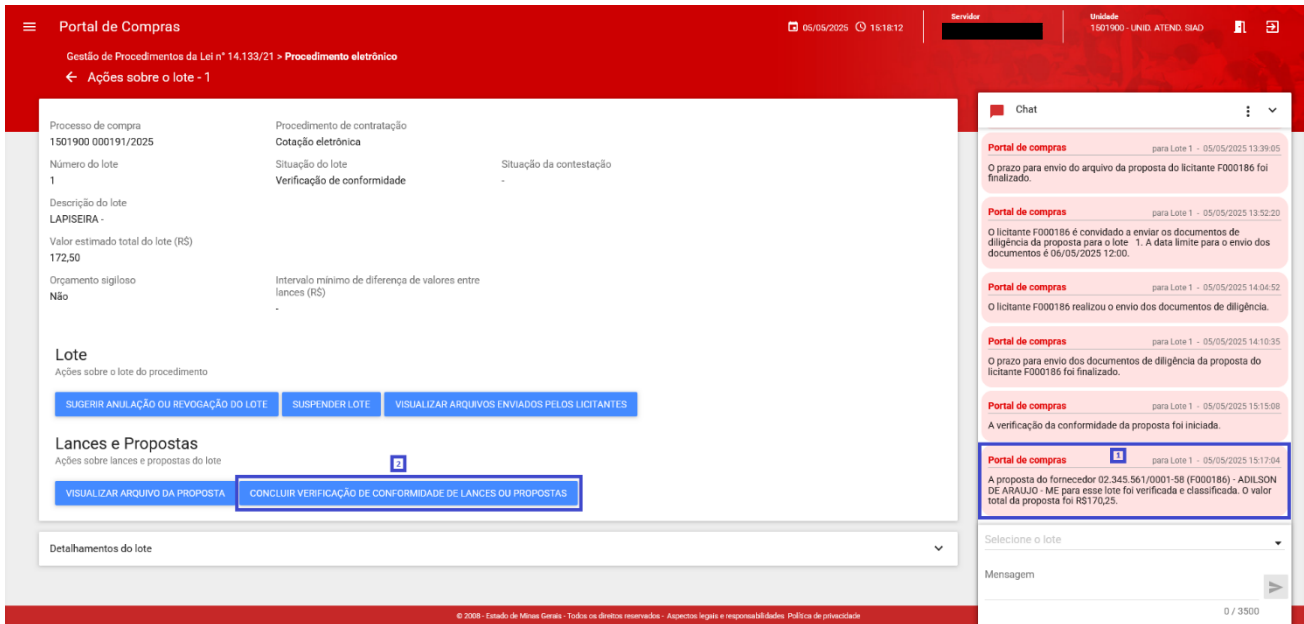 Portal de Compras
05/05/2025 15:18:12
Servidor
Unidade
1501900 - UNID. ATEND. SIAD
Gestão de Procedimentos da Lei n° 14.133/21 > Procedimento eletrônico
Ações sobre o lote - 1
Processo de compra
1501900 000191/2025
Procedimento de contratação
Cotação eletrônica
Número do lote
1
Situação do lote
Verificação de conformidade
Situação da contestação
-
Descrição do lote
LAPISEIRA -
Valor estimado total do lote (R$)
172,50
Orçamento sigiloso
Não
Intervalo mínimo de diferença de valores entre
lances (R$)
-
Lote
Ações sobre o lote do procedimento
SUGERIR ANULAÇÃO OU REVOGAÇÃO DO LOTE
SUSPENDER LOTE
VISUALIZAR ARQUIVOS ENVIADOS PELOS LICITANTES
Lances e Propostas
Ações sobre lances e propostas do lote
2
VISUALIZAR ARQUIVO DA PROPOSTA
CONCLUIR VERIFICAÇÃO DE CONFORMIDADE DE LANCES OU PROPOSTAS
Detalhamentos do lote
Chat
Portal de compras para Lote 1 - 05/05/2025 13:39:05
O prazo para envio do arquivo da proposta do licitante F000186 foi
finalizado.
Portal de compras para Lote 1 - 05/05/2025 13:52:20
O licitante F000186 é convidado a enviar os documentos de
diligência da proposta para o lote 1. A data limite para o envio dos
documentos é 06/05/2025 12:00.
Portal de compras para Lote 1 - 05/05/2025 14:04:52
O licitante F000186 realizou o envio dos documentos de diligência.
Portal de compras para Lote 1 - 05/05/2025 14:10:35
O prazo para envio dos documentos de diligência da proposta do
licitante F000186 foi finalizado.
Portal de compras para Lote 1 - 05/05/2025 15:15:08
A verificação da conformidade da proposta foi iniciada.
Portal de compras 1 para Lote 1 - 05/05/2025 15:17:04
A proposta do fornecedor 02.345.561/0001-58 (F000186) - ADILSON
DE ARAUJO - ME para esse lote foi verificada e classificada. O valor
total da proposta foi R$170,25.
Selecione o lote
Mensagem
0 / 3500
© 2008 - Estado de Minas Gerais - Todos os direitos reservados - Aspectos legais e responsabilidades Política de privacidade